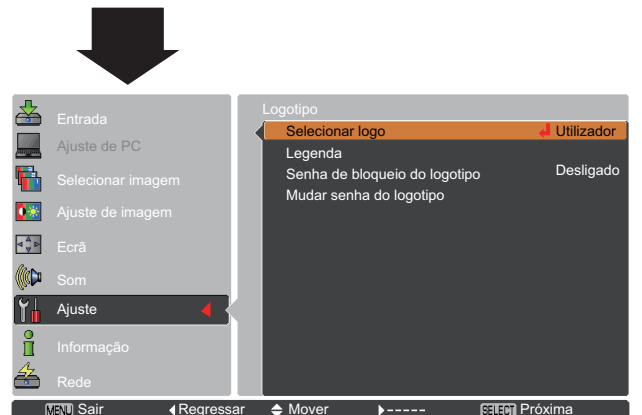 Entrada
Ajuste de PC
Selecionar imagem
Ajuste de imagem
Ecrã
Som
Ajuste
Informação
Rede
Logotipo
Selecionar logo Utilizador
Legenda
Senha de bloqueio do logotipo Desligado
Mudar senha do logotipo
MENU Sair Regressar Mover ----- SELECT Próxima